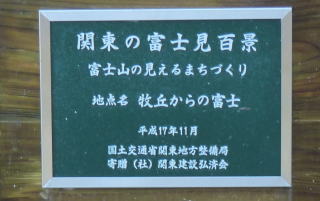 関東の富士見百景
富士山の見えるまちづくり
地点名 牧丘からの富士
平成17年11月
国土交通省関東地方整備局
寄贈（社）関東建設弘済会